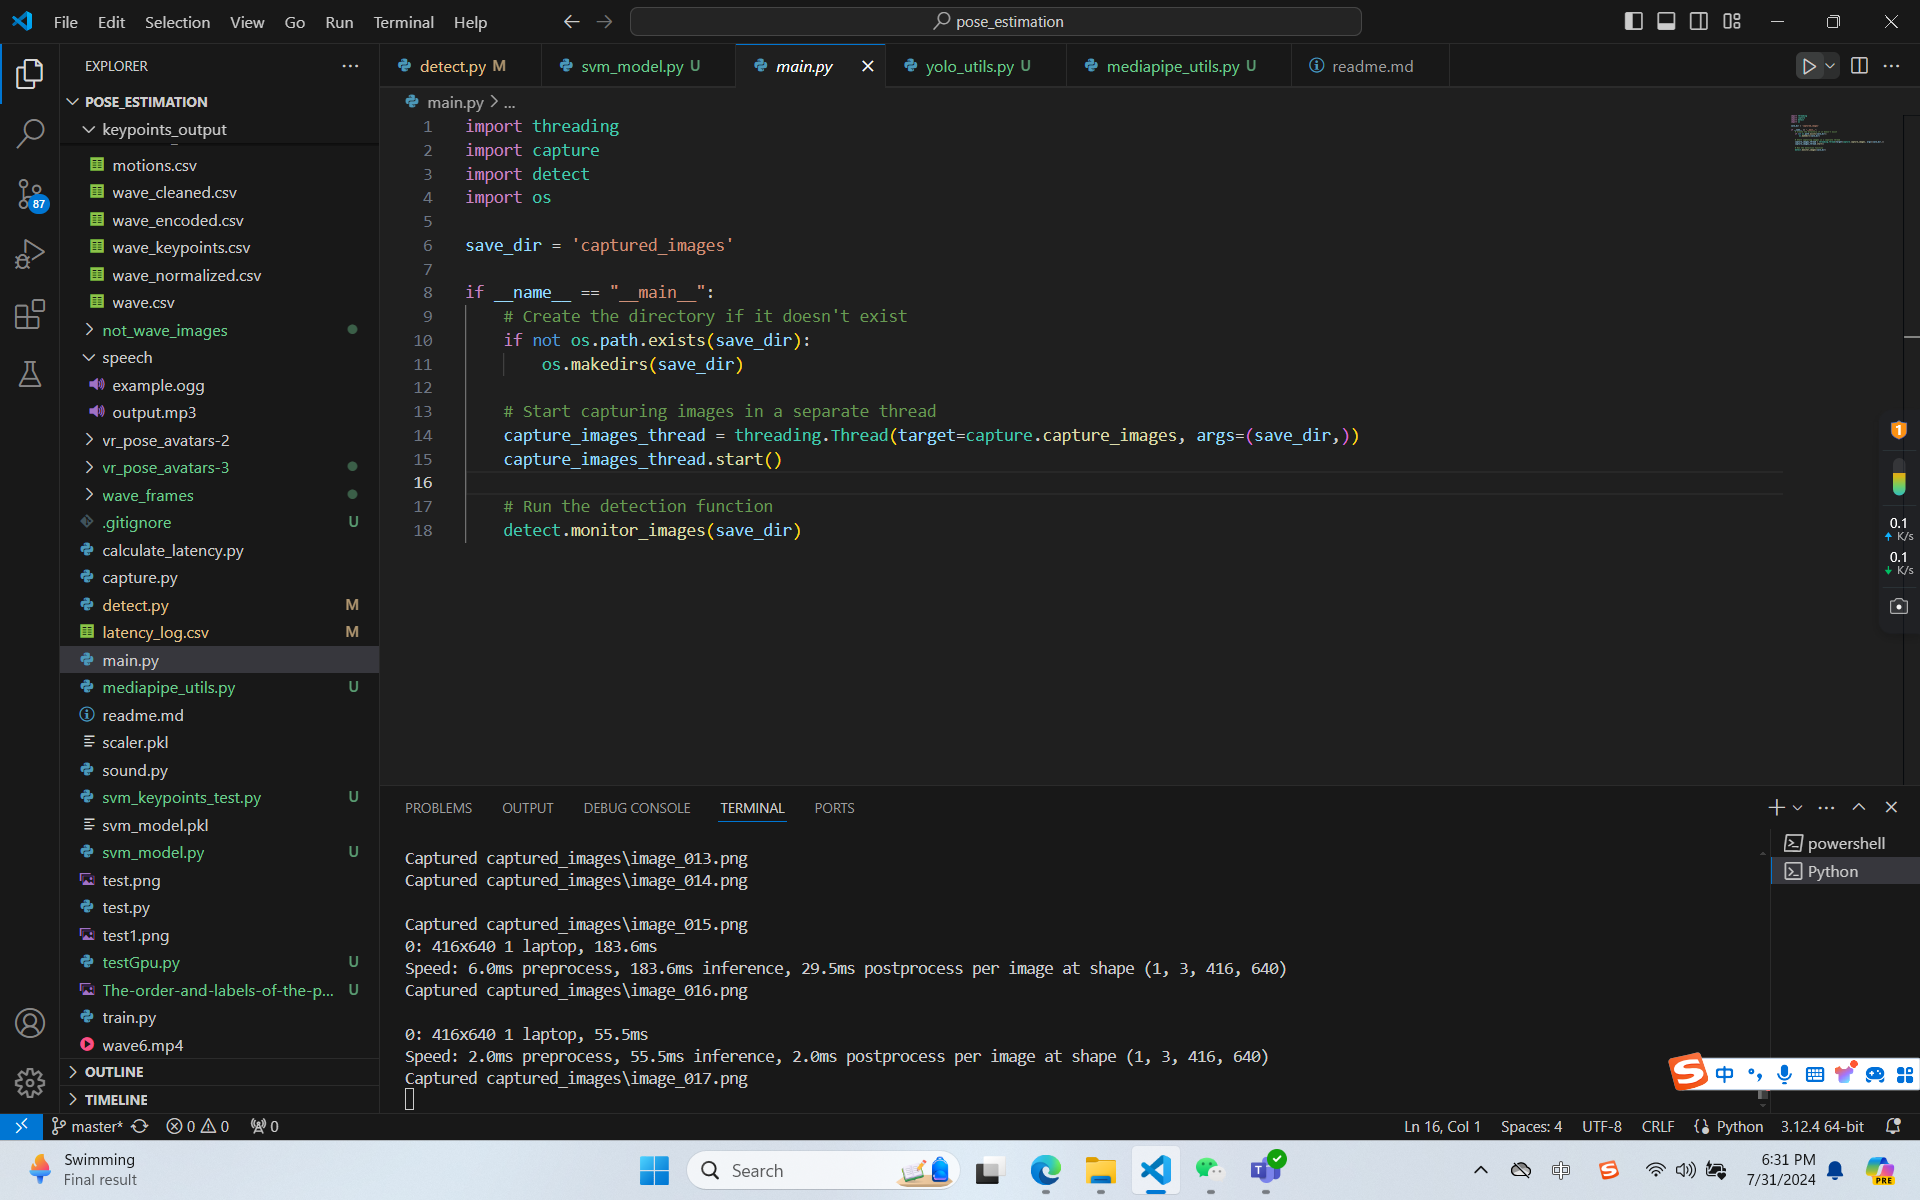 File Edit Selection View Go Run Terminal Help
pose_estimation
EXPLORER
detect.py M
svm_model.py U
main.py
yolo_utils.py U
mediapipe_utils.py U
readme.md
POSE_ESTIMATION
keypoints_output
motions.csv
wave_cleaned.csv
wave_encoded.csv
wave_keypoints.csv
wave_normalized.csv
wave.csv
not_wave_images
speech
example.ogg
output.mp3
vr_pose_avatars-2
vr_pose_avatars-3
wave_frames
.gitignore U
calculate_latency.py
capture.py
detect.py M
latency_log.csv M
main.py
mediapipe_utils.py U
readme.md
scaler.pkl
sound.py
svm_keypoints_test.py U
svm_model.pkl
svm_model.py U
test.png
test.py
test1.png
testGpu.py U
The-order-and-labels-of-the-p... U
train.py
wave6.mp4
OUTLINE
TIMELINE
87
main.py > ...
1 import threading
2 import capture
3 import detect
4 import os
5
6 save_dir = 'captured_images'
7
8 if __name__ == "__main__":
9 # Create the directory if it doesn't exist
10 if not os.path.exists(save_dir):
11 os.makedirs(save_dir)
12
13 # Start capturing images in a separate thread
14 capture_images_thread = threading.Thread(target=capture.capture_images, args=(save_dir,))
15 capture_images_thread.start()
16
17 # Run the detection function
18 detect.monitor_images(save_dir)
1
0.1
K/s
0.1
K/s
PROBLEMS OUTPUT DEBUG CONSOLE TERMINAL PORTS
powershell
Python
Captured captured_images\image_013.png
Captured captured_images\image_014.png
Captured captured_images\image_015.png
0: 416x640 1 laptop, 183.6ms
Speed: 6.0ms preprocess, 183.6ms inference, 29.5ms postprocess per image at shape (1, 3, 416, 640)
Captured captured_images\image_016.png
0: 416x640 1 laptop, 55.5ms
Speed: 2.0ms preprocess, 55.5ms inference, 2.0ms postprocess per image at shape (1, 3, 416, 640)
Captured captured_images\image_017.png
中
master* 0 0 0
Ln 16, Col 1 Spaces: 4 UTF-8 CRLF Python 3.12.4 64-bit
Swimming
Final result
Search
6:31 PM
7/31/2024
PRE